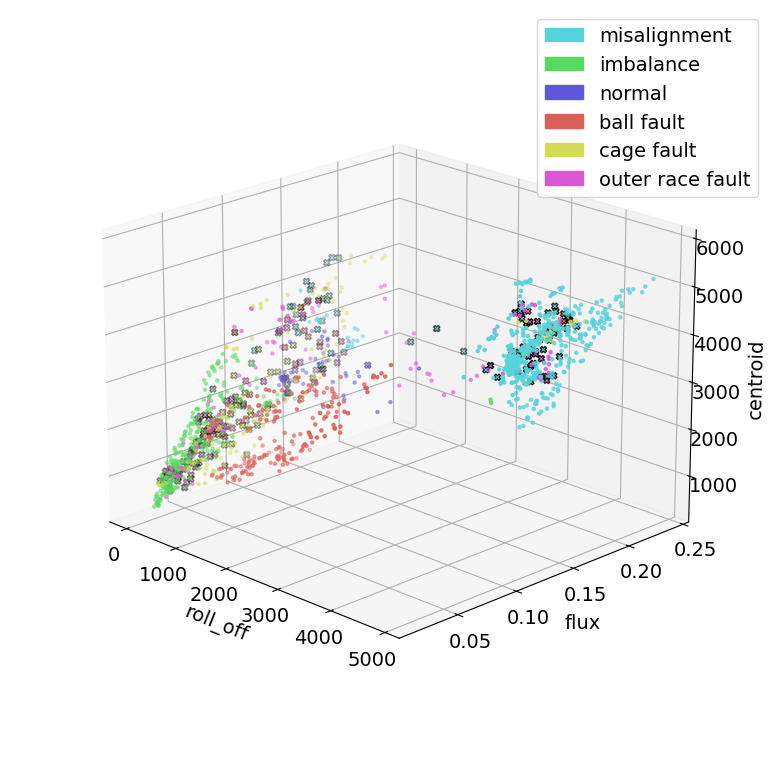 misalignment
imbalance
normal
ball fault
cage fault
outer race fault
6000
5000
4000
3000
2000
1000
centroid
0
1000
2000
3000
4000
5000
roll_off
0.05
0.10
0.15
0.20
0.25
flux